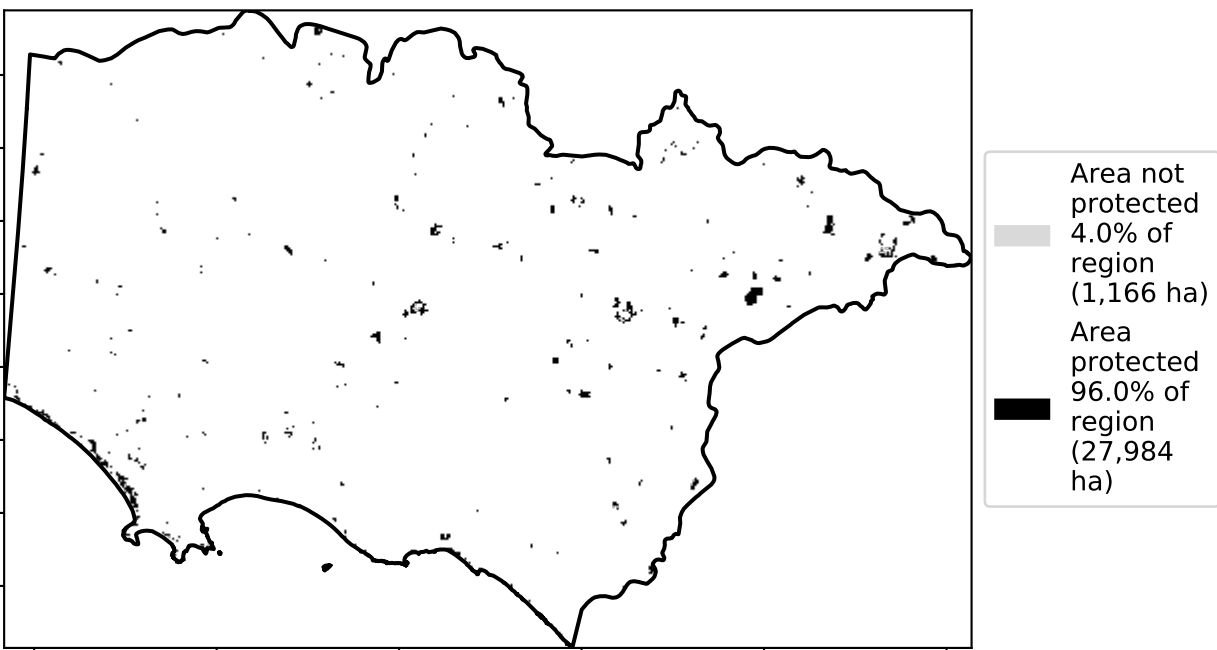 Area not
protected
4.0% of
region
(1,166 ha)
Area
protected
96.0% of
region
(27,984
ha)